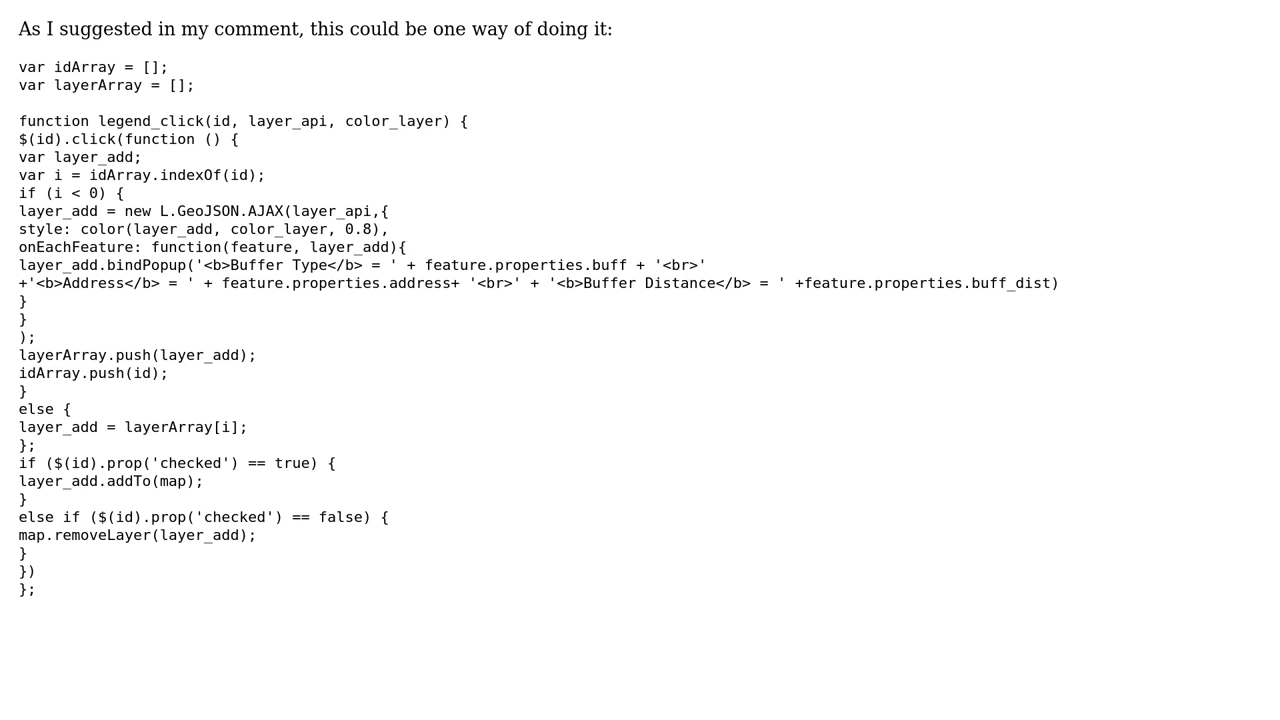 As I suggested in my comment, this could be one way of doing it:
var idArray = [];
var layerArray = [];
function legend_click(id, layer_api, color_layer) {
$(id).click(function () {
var layer_add;
var i = idArray.indexOf(id);
if (i < 0) {
layer_add = new L.GeoJSON.AJAX(layer_api,{
style: color(layer_add, color_layer, 0.8),
onEachFeature: function(feature, layer_add){
layer_add.bindPopup('<b>Buffer Type</b> = ' + feature.properties.buff + '<br>'
+'<b>Address</b> = ' + feature.properties.address+ '<br>' + '<b>Buffer Distance</b> = ' +feature.properties.buff_dist)
}
}
);
layerArray.push(layer_add);
idArray.push(id);
}
else {
layer_add = layerArray[i];
};
if ($(id).prop('checked') == true) {
layer_add.addTo(map);
}
else if ($(id).prop('checked') == false) {
map.removeLayer(layer_add);
}
})
};